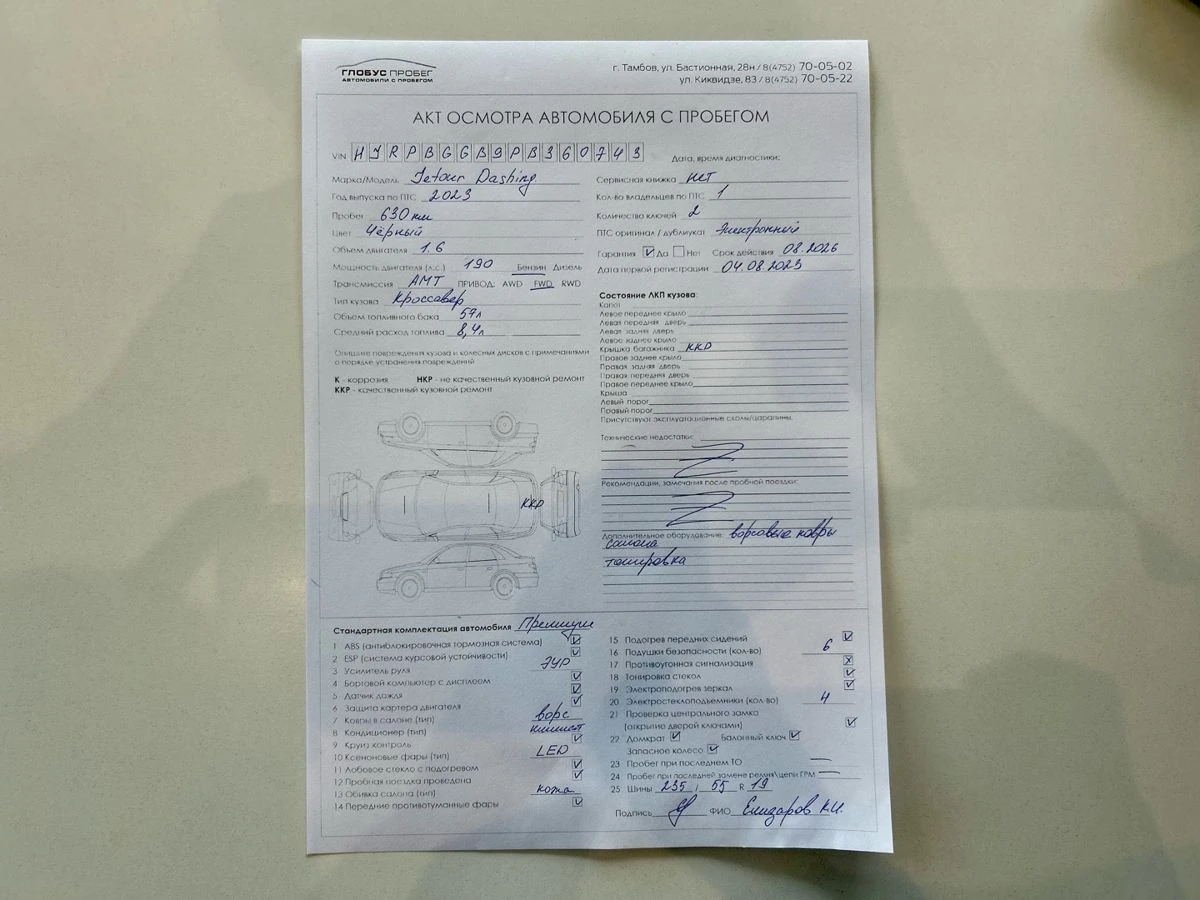 ГЛОБУС ПРОБЕГ
АВТОМОБИЛИ С ПРОБЕГОМ
г. Тамбов, ул. Бастионная, 28н / 8(4752) 70-05-02
ул. Киквидзе, 83 / 8(4752) 70-05-22
АКТ ОСМОТРА АВТОМОБИЛЯ С ПРОБЕГОМ
VIN HJRPBGGB9PB360743
Дата, время диагностики:
Марка/Модель Jetour Dashing
Год выпуска по ПТС 2023
Пробег 630 км
Цвет Чёрный
Объем двигателя 1.6
Мощность двигателя (л.с.) 190 Бензин Дизель
Трансмиссия АМТ ПРИВОД: AWD FWD RWD
Тип кузова Кроссовер
Объем топливного бака 57л
Средний расход топлива 8,4л
Опишите повреждения кузова и колесных дисков с примечаниями
о порядке устранения повреждений
К - коррозия НКР - не качественный кузовной ремонт
ККР - качественный кузовной ремонт
ККР
Сервисная книжка нет
Кол-во владельцев по ПТС 1
Количество ключей 2
ПТС оригинал / дубликат Электронный
Гарантия Да Нет Срок действия 08.2026
Дата первой регистрации 04.08.2023
Состояние ЛКП кузова:
Капот
Левое переднее крыло
Левая передняя дверь
Левая задняя дверь
Левое заднее крыло
Крышка багажника ККР
Правое заднее крыло
Правая задняя дверь
Правая передняя дверь
Правое переднее крыло
Крыша
Левый порог
Правый порог
Присутствуют эксплуатационные сколы/царапины.
Технические недостатки:
Рекомендации, замечания после пробной поездки:
Дополнительное оборудование: ворсовые ковры
салона
тонировка
Стандартная комплектация автомобиля Премиум
1 ABS (антиблокировочная тормозная система)
2 ESP (система курсовой устойчивости)
3 Усилитель руля ЭУР
4 Бортовой компьютер с дисплеем
5 Датчик дождя
6 Защита картера двигателя
7 Ковры в салоне (тип) ворс
8 Кондиционер (тип) климат
9 Круиз контроль
10 Ксеноновые фары (тип) LED
11 Лобовое стекло с подогревом
12 Пробная поездка проведена
13 Обивка салона (тип) кожа
14 Передние противотуманные фары
15 Подогрев передних сидений
16 Подушки безопасности (кол-во) 6
17 Противоугонная сигнализация
18 Тонировка стекол
19 Электроподогрев зеркал
20 Электростеклоподъемники (кол-во) 4
21 Проверка центрального замка
(открытие дверей ключами)
22 Домкрат Балонный ключ
Запасное колесо
23 Пробег при последнем ТО
24 Пробег при последней замене ремня\цепи ГРМ
25 Шины 235 / 55 R 19
Подпись ФИО Елизаров К.И.